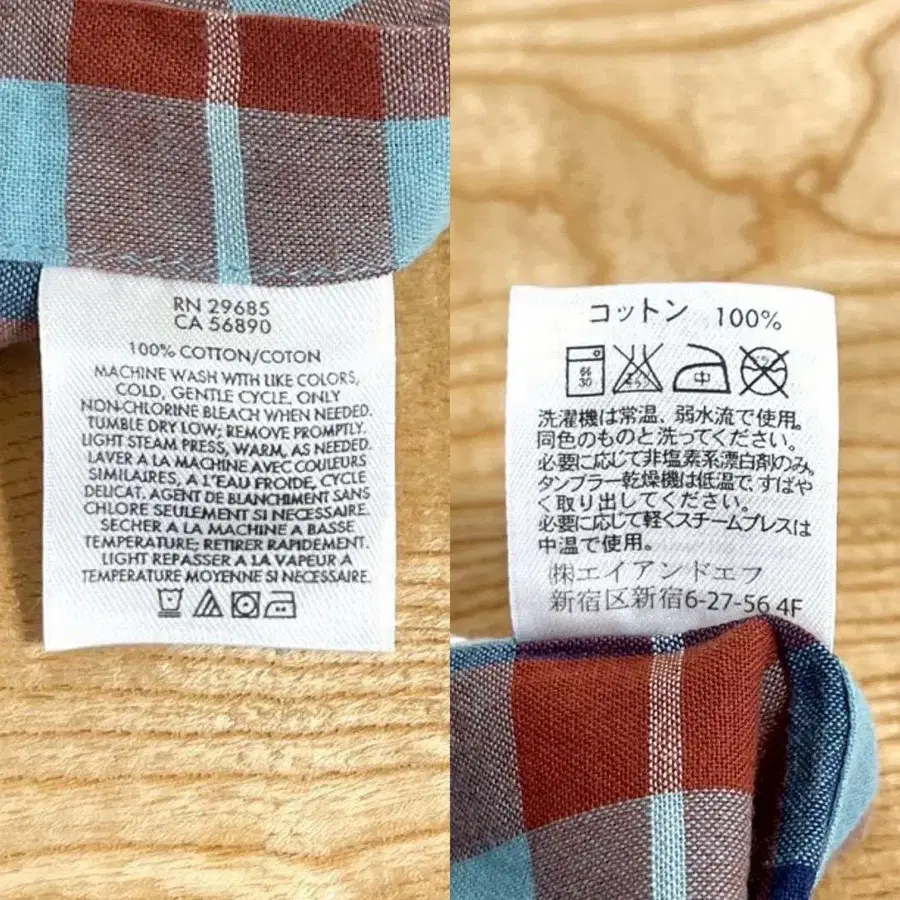 RN 29685
CA 56890
100% COTTON/COTON
MACHINE WASH WITH LIKE COLORS,
COLD, GENTLE CYCLE, ONLY
NON-CHLORINE BLEACH WHEN NEEDED.
TUMBLE DRY LOW; REMOVE PROMPTLY.
LIGHT STEAM PRESS, WARM, AS NEEDED.
LAVER A LA MACHINE AVEC COULEURS
SIMILAIRES, A L'EAU FROIDE, CYCLE
DELICAT, AGENT DE BLANCHIMENT SANS
CHLORE SEULEMENT SI NECESSAIRE.
SECHER A LA MACHINE A BASSE
TEMPERATURE; RETIRER RAPIDEMENT.
LIGHT REPASSER A LA VAPEUR A
TEMPERATURE MOYENNE SI NECESSAIRE.
コットン 100%
30
中
洗濯機は常温、弱水流で使用。
同色のものと洗ってください。
必要に応じて非塩素系漂白剤のみ。
タンブラー乾燥機は低温で、すばや
く取り出してください。
必要に応じて軽くスチームプレスは
中温で使用。
㈱エイアンドエフ
新宿区新宿6-27-56 4F